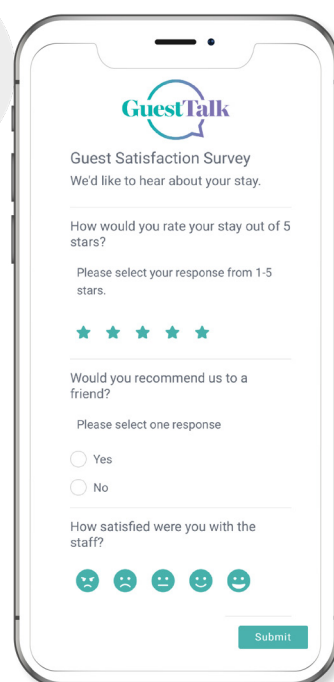 GuestTalk
Guest Satisfaction Survey
We'd like to hear about your stay.
How would you rate your stay out of 5
stars?
Please select your response from 1-5
stars.
Would you recommend us to a
friend?
Please select one response
Yes
No
How satisfied were you with the
staff?
Submit